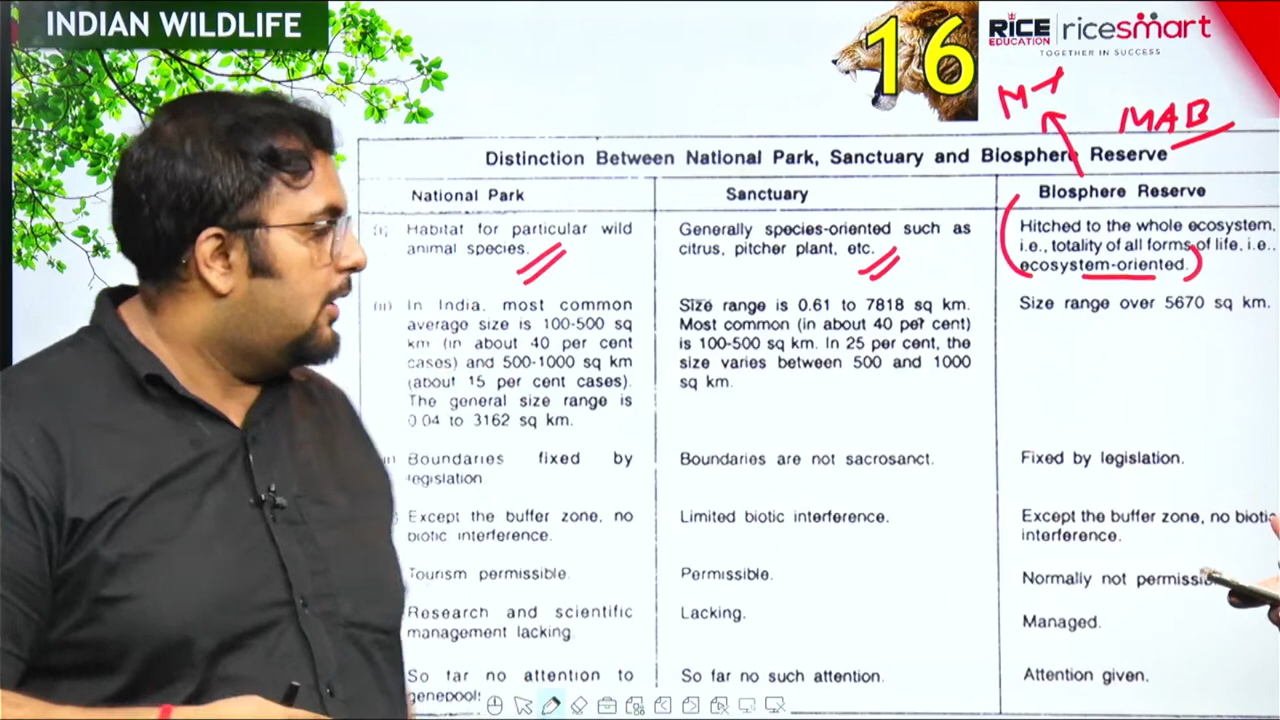 INDIAN WILDLIFE
16
RICE
EDUCATION
ricesmart
TOGETHER IN SUCCESS
MAB
Distinction Between National Park, Sanctuary and Biosphere Reserve
National Park
Habitat for particular wild
animal species.
(ii) In India, most common
average size is 100-500 sq
km (in about 40 per cent
cases) and 500-1000 sq km
(about 15 per cent cases).
The general size range is
0.04 to 3162 sq km.
Boundaries fixed by
legislation
Except the buffer zone, no
biotic interference.
Tourism permissible.
Research and scientific
management lacking
So far no attention to
genepools
Sanctuary
Generally species-oriented such as
citrus, pitcher plant, etc.
Size range is 0.61 to 7818 sq km.
Most common (in about 40 per cent)
is 100-500 sq km. In 25 per cent, the
size varies between 500 and 1000
sq km.
Boundaries are not sacrosanct.
Limited biotic interference.
Permissible.
Lacking.
So far no such attention.
Biosphere Reserve
Hitched to the whole ecosystem,
i.e., totality of all forms of life, i.e.,
ecosystem-oriented.
Size range over 5670 sq km.
Fixed by legislation.
Except the buffer zone, no biotic
interference.
Normally not
Managed.
Attention given.